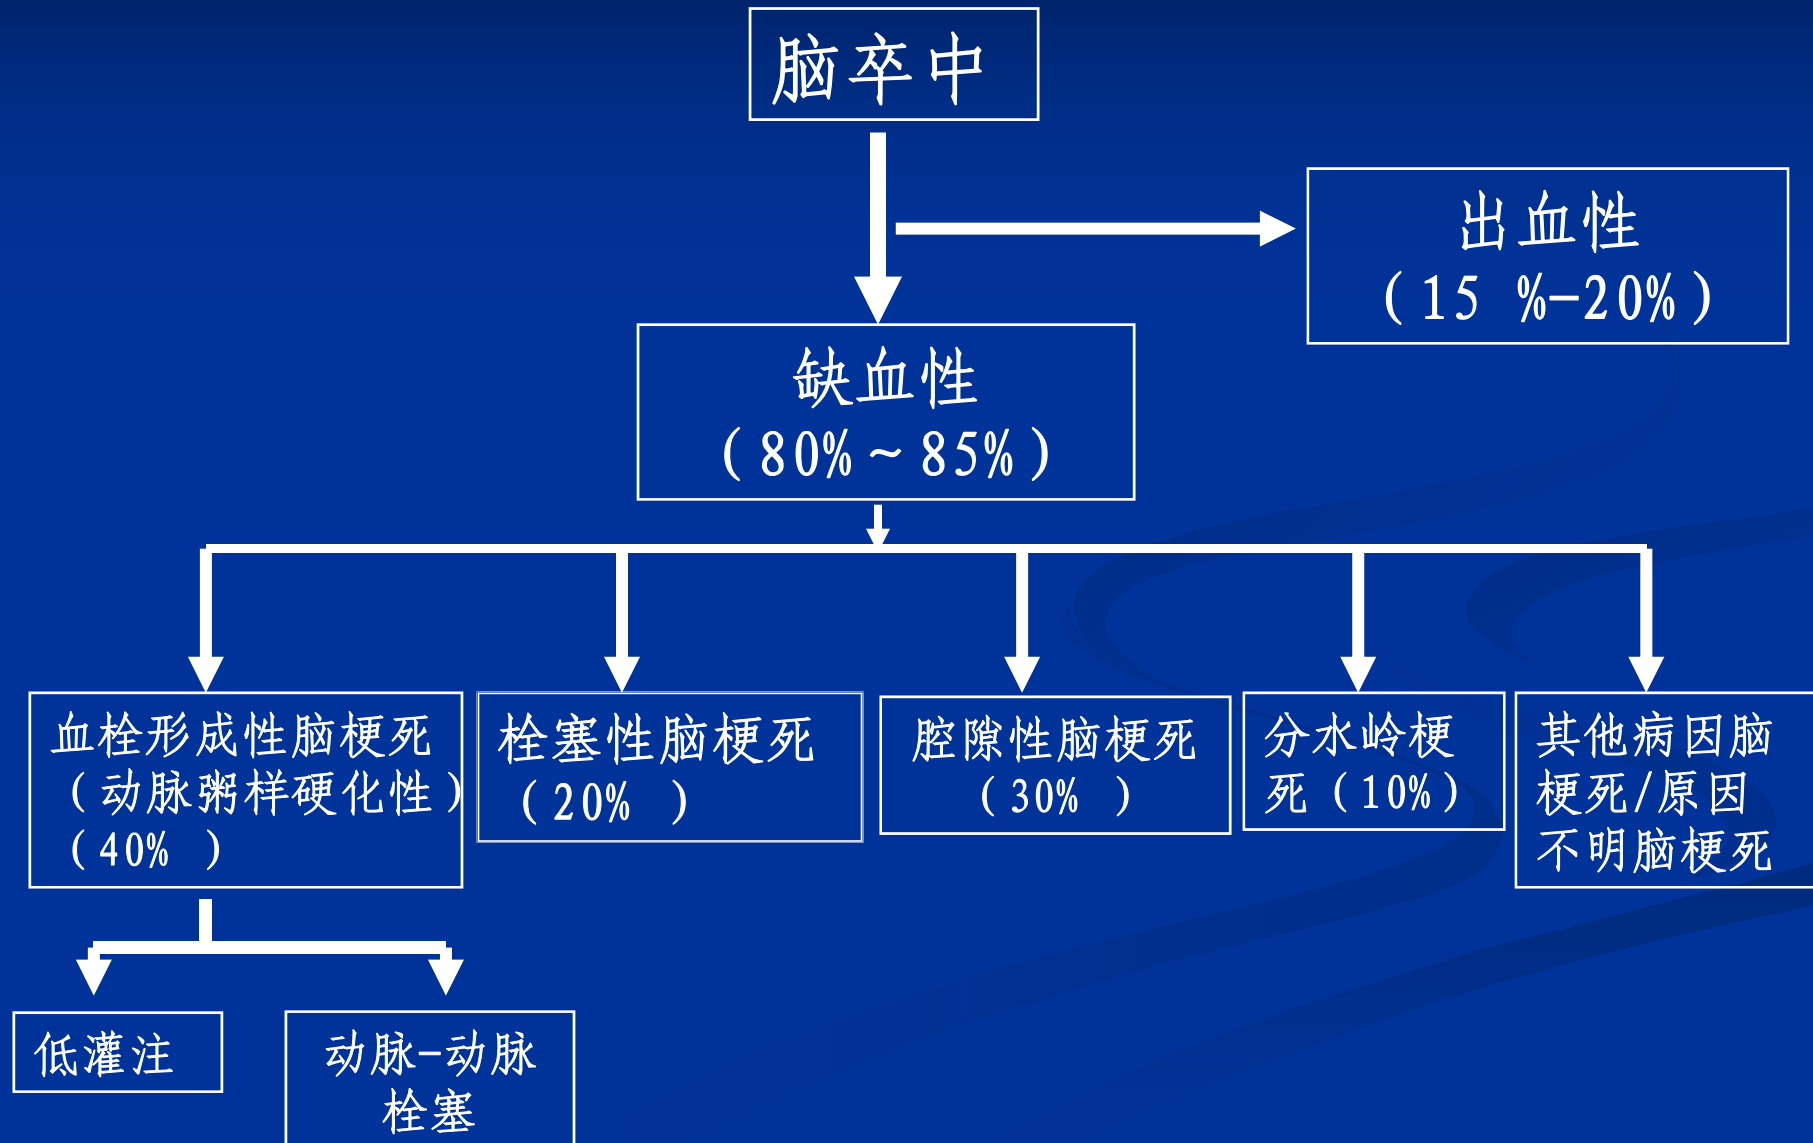 脑卒中
出血性
(15 %-20%)
缺血性
(80%~85%)
血栓形成性脑梗死
(动脉粥样硬化性)
(40% )
栓塞性脑梗死
(20% )
腔隙性脑梗死
(30% )
分水岭梗
死(10%)
其他病因脑
梗死/原因
不明脑梗死
低灌注
动脉-动脉
栓塞